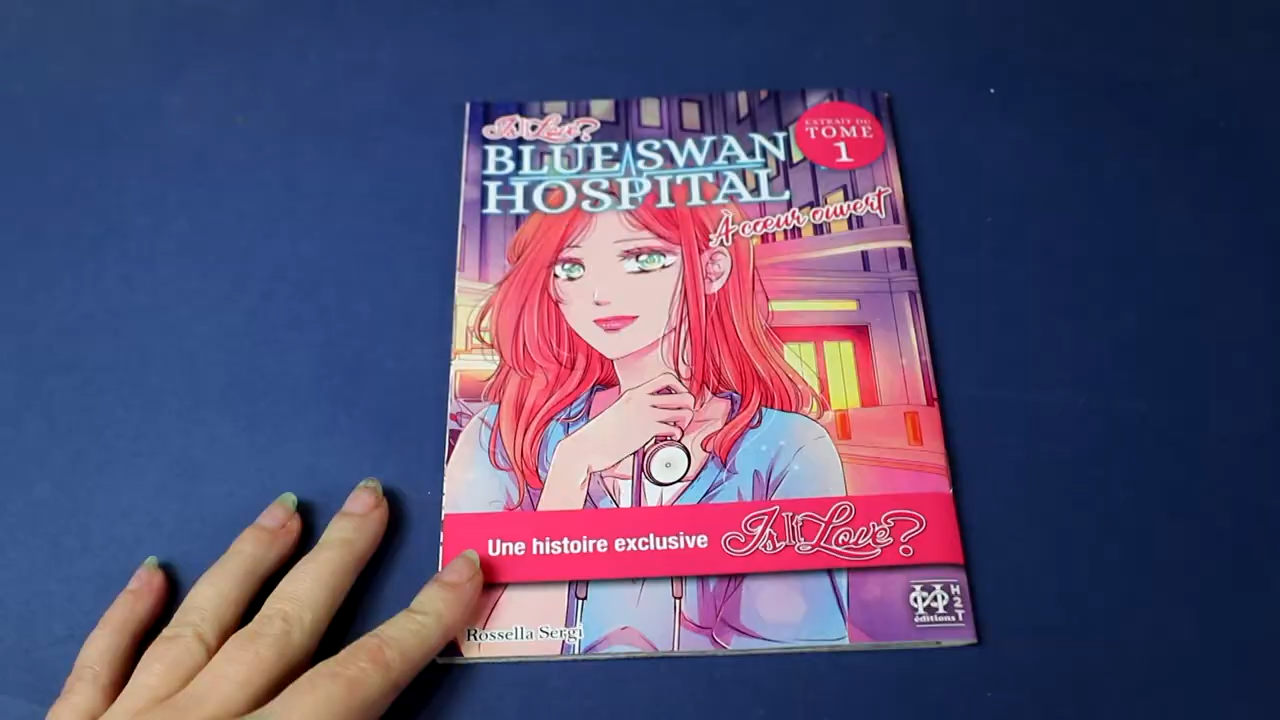 Is It Love?
BLUE SWAN
HOSPITAL
À cœur ouvert
EXTRAIT DU
TOME
1
Une histoire exclusive Is It Love?
Rossella Sergi
H2T
éditions